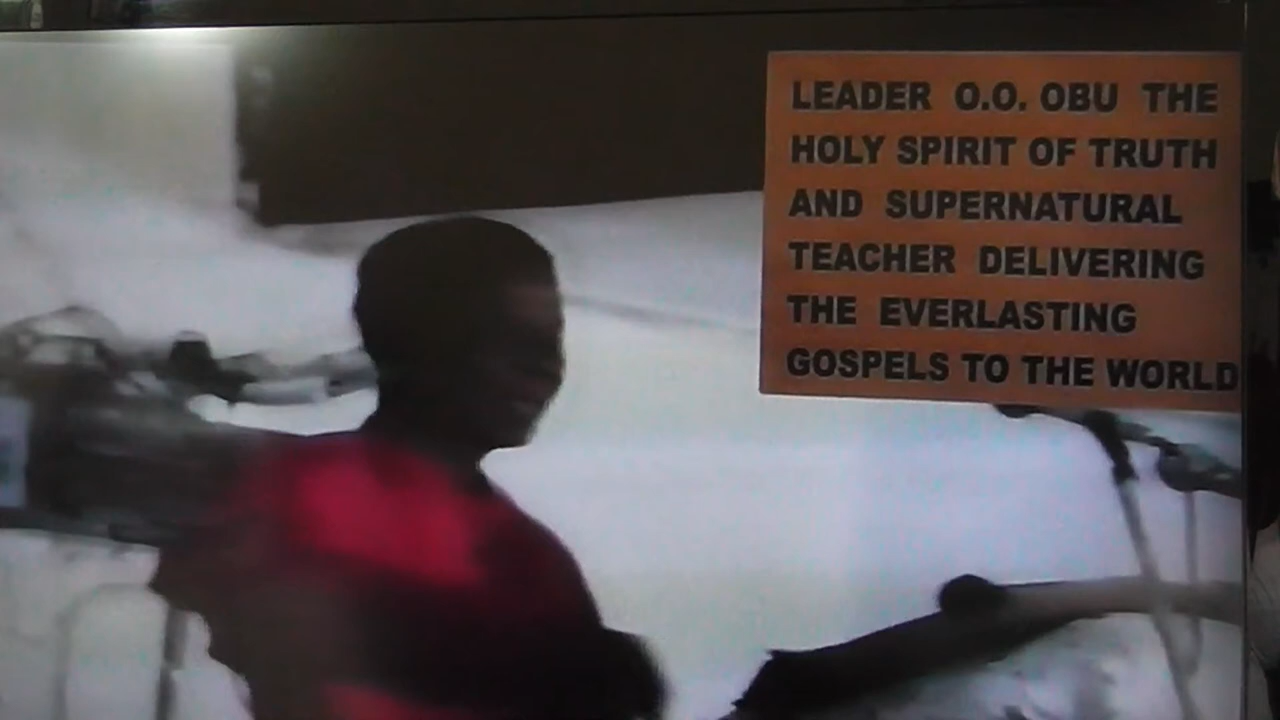 LEADER O.O. OBU THE
HOLY SPIRIT OF TRUTH
AND SUPERNATURAL
TEACHER DELIVERING
THE EVERLASTING
GOSPELS TO THE WORLD